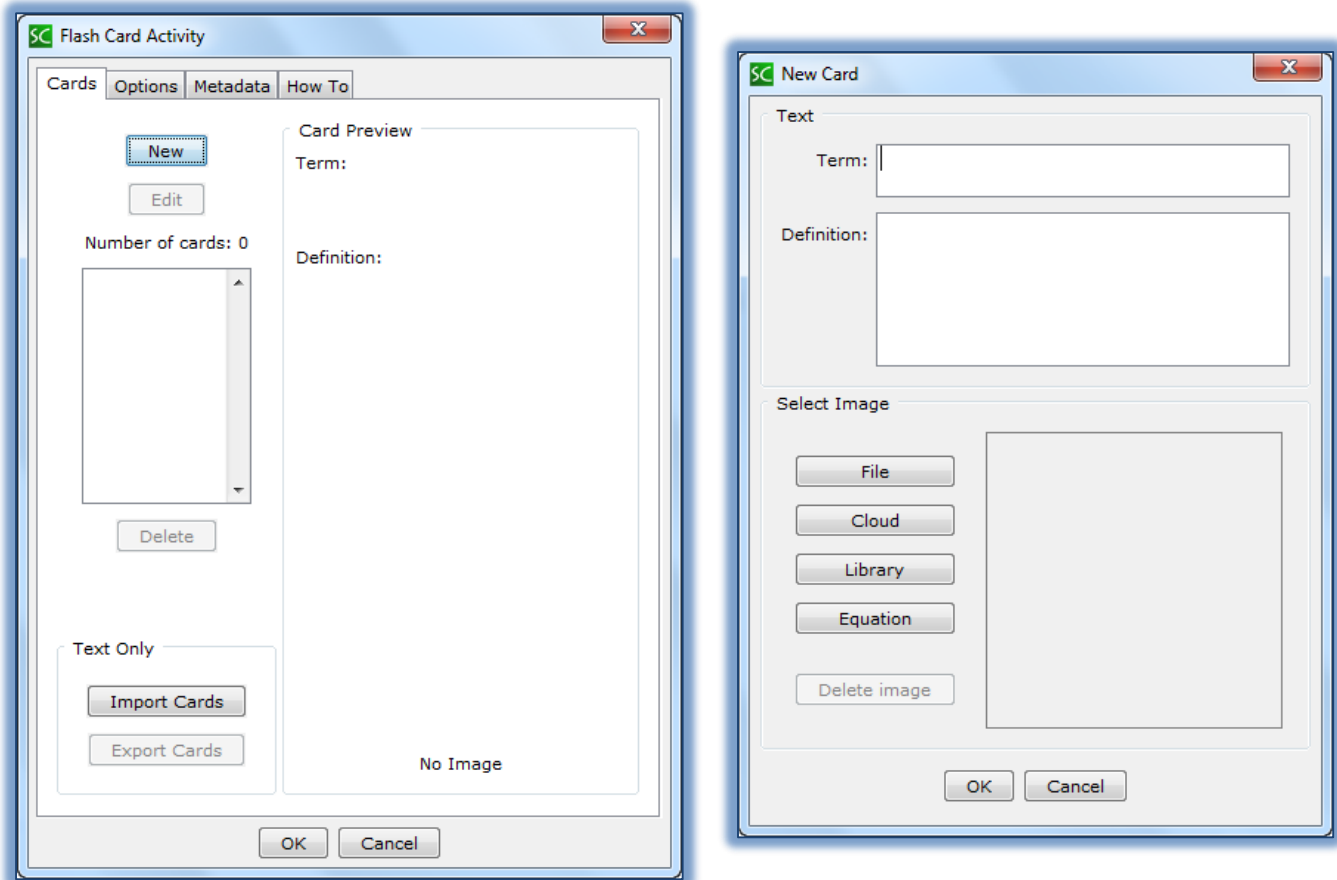 SC Flash Card Activity
Cards Options Metadata How To
New
Edit
Number of cards: 0
Delete
Text Only
Import Cards
Export Cards
Card Preview
Term:
Definition:
No Image
OK Cancel
SC New Card
Text
Term:
Definition:
Select Image
File
Cloud
Library
Equation
Delete image
OK Cancel